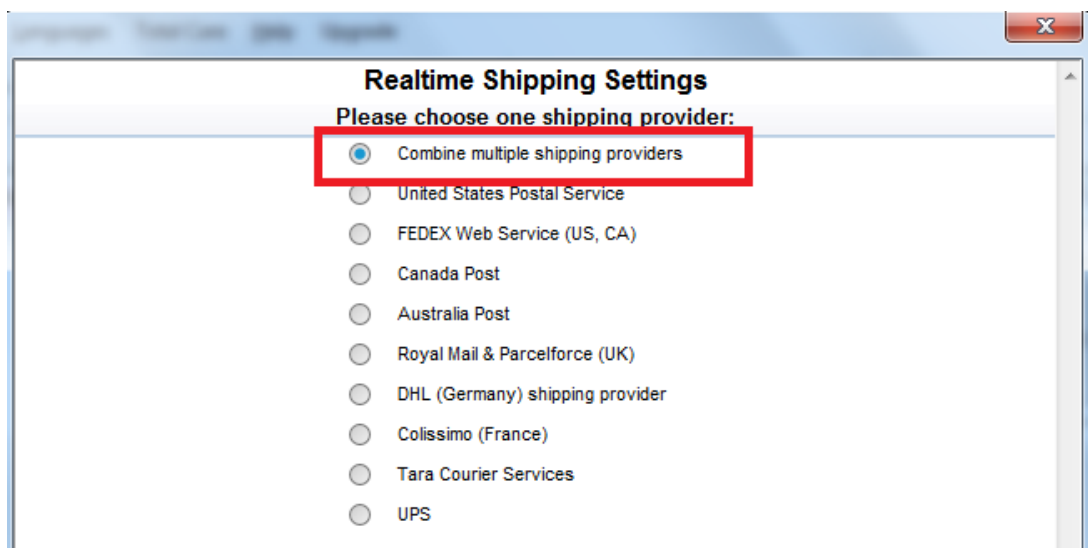 Realtime Shipping Settings
Please choose one shipping provider:
Combine multiple shipping providers
United States Postal Service
FEDEX Web Service (US, CA)
Canada Post
Australia Post
Royal Mail & Parcelforce (UK)
DHL (Germany) shipping provider
Colissimo (France)
Tara Courier Services
UPS